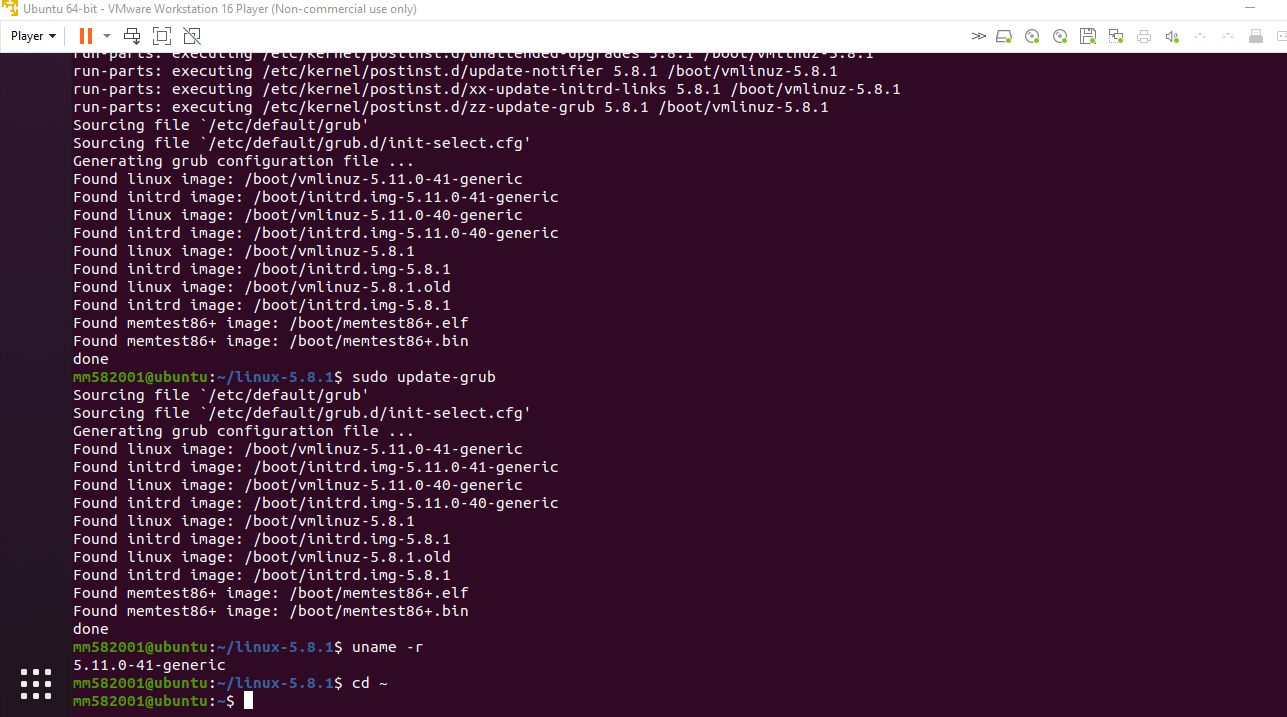 Ubuntu 64-bit - VMware Workstation 16 Player (Non-commercial use only)
Player
run-parts: executing /etc/kernel/postinst.d/unattended-upgrades 5.8.1 /boot/vmlinuz-5.8.1
run-parts: executing /etc/kernel/postinst.d/update-notifier 5.8.1 /boot/vmlinuz-5.8.1
run-parts: executing /etc/kernel/postinst.d/xx-update-initrd-links 5.8.1 /boot/vmlinuz-5.8.1
run-parts: executing /etc/kernel/postinst.d/zz-update-grub 5.8.1 /boot/vmlinuz-5.8.1
Sourcing file `/etc/default/grub'
Sourcing file `/etc/default/grub.d/init-select.cfg'
Generating grub configuration file ...
Found linux image: /boot/vmlinuz-5.11.0-41-generic
Found initrd image: /boot/initrd.img-5.11.0-41-generic
Found linux image: /boot/vmlinuz-5.11.0-40-generic
Found initrd image: /boot/initrd.img-5.11.0-40-generic
Found linux image: /boot/vmlinuz-5.8.1
Found initrd image: /boot/initrd.img-5.8.1
Found linux image: /boot/vmlinuz-5.8.1.old
Found initrd image: /boot/initrd.img-5.8.1
Found memtest86+ image: /boot/memtest86+.elf
Found memtest86+ image: /boot/memtest86+.bin
done
mm582001@ubuntu:~/linux-5.8.1$ sudo update-grub
Sourcing file `/etc/default/grub'
Sourcing file `/etc/default/grub.d/init-select.cfg'
Generating grub configuration file ...
Found linux image: /boot/vmlinuz-5.11.0-41-generic
Found initrd image: /boot/initrd.img-5.11.0-41-generic
Found linux image: /boot/vmlinuz-5.11.0-40-generic
Found initrd image: /boot/initrd.img-5.11.0-40-generic
Found linux image: /boot/vmlinuz-5.8.1
Found initrd image: /boot/initrd.img-5.8.1
Found linux image: /boot/vmlinuz-5.8.1.old
Found initrd image: /boot/initrd.img-5.8.1
Found memtest86+ image: /boot/memtest86+.elf
Found memtest86+ image: /boot/memtest86+.bin
done
mm582001@ubuntu:~/linux-5.8.1$ uname -r
5.11.0-41-generic
mm582001@ubuntu:~/linux-5.8.1$ cd ~
mm582001@ubuntu:~$